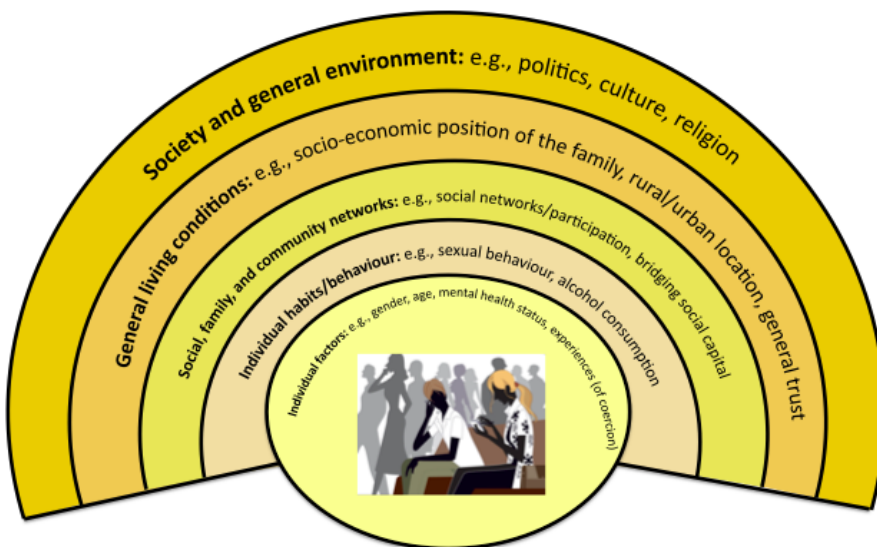 Society and general environment: e.g., politics, culture, religion
General living conditions: e.g., socio-economic position of the family, rural/urban location, general trust
Social, family, and community networks: e.g., social networks/participation, bridging social capital
Individual habits/behaviour: e.g., sexual behaviour, alcohol consumption
Individual factors: e.g., gender, age, mental health status, experiences (of coercion)